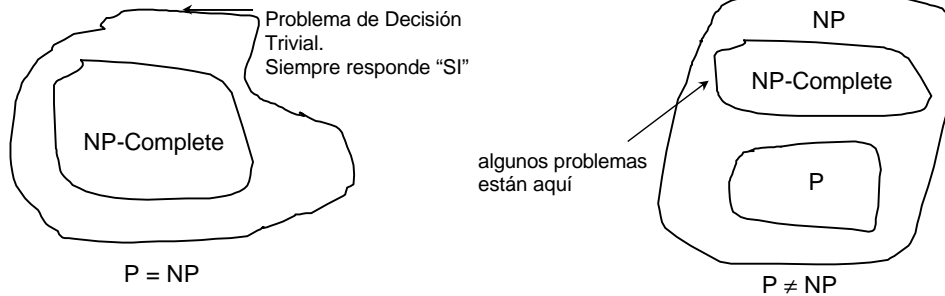 Problema de Decisión
Trivial.
Siempre responde “SI”
NP-Complete
P = NP
NP
NP-Complete
algunos problemas
están aquí
P
P ≠ NP